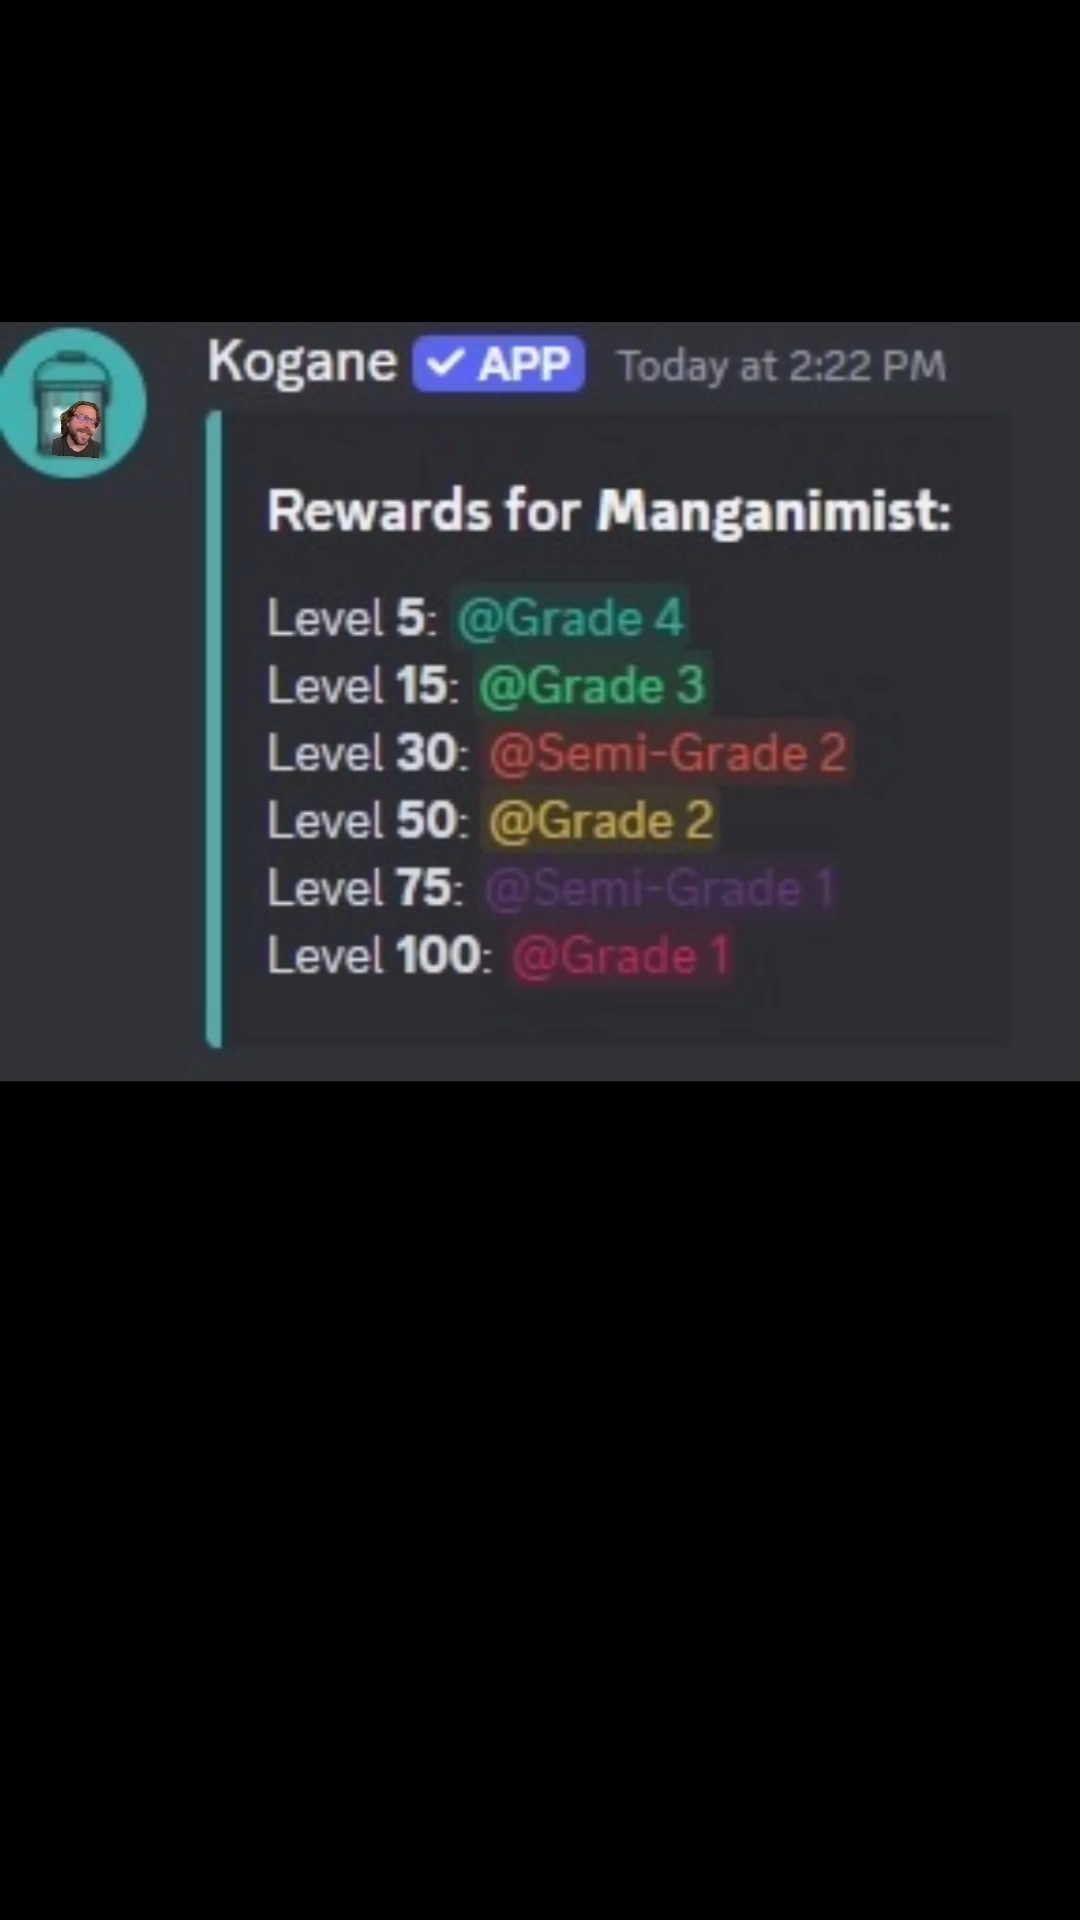 Kogane ✓ APP Today at 2:22 PM
Rewards for Manganimist:
Level 5: @Grade 4
Level 15: @Grade 3
Level 30: @Semi-Grade 2
Level 50: @Grade 2
Level 75: @Semi-Grade 1
Level 100: @Grade 1